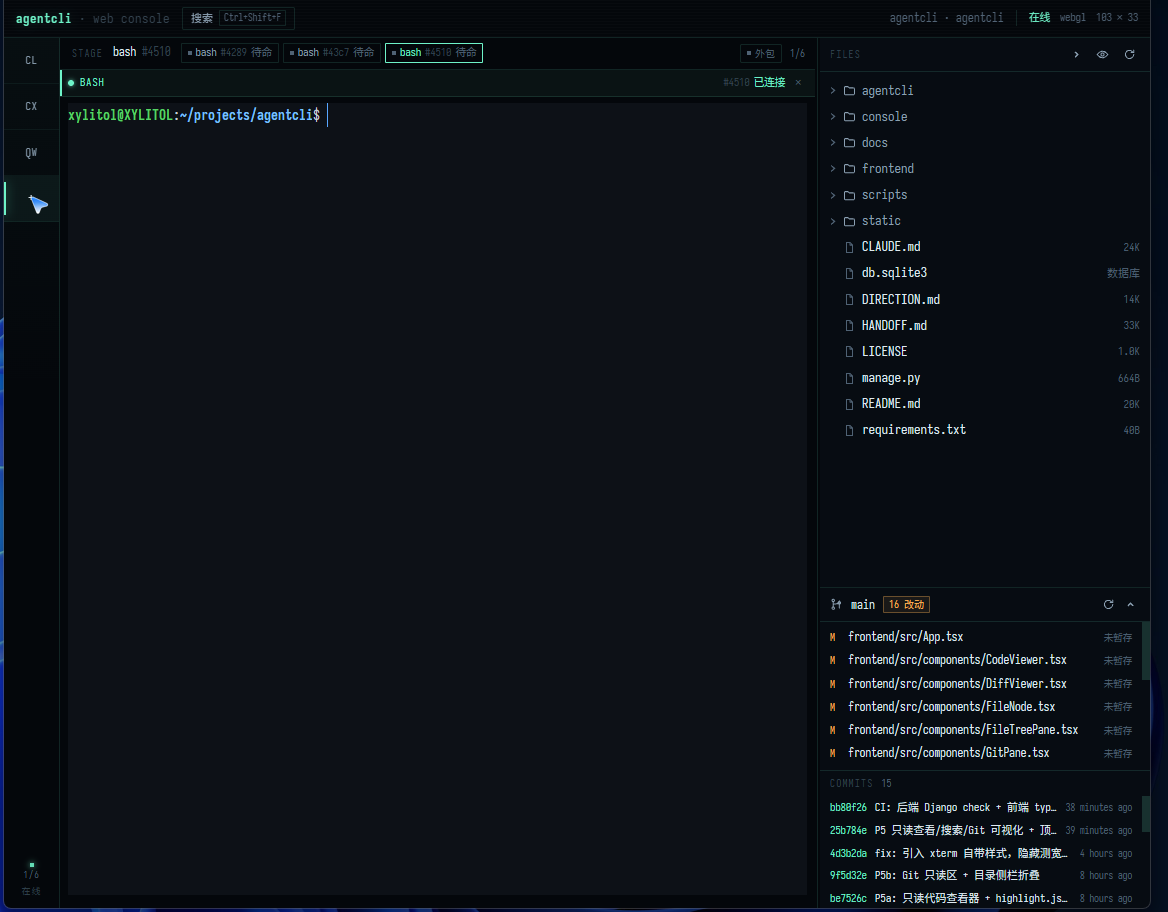 agentcli · web console 搜索 Ctrl+Shift+F agentcli · agentcli 在线 webgl 103 × 33
CL
CX
QW
STAGE bash #4510 bash #4289 待命 bash #43c7 待命 bash #4510 待命 外包 1/6
BASH #4510 已连接 ×
xylitol@XYLITOL:~/projects/agentcli$
1/6
在线
FILES
agentcli
console
docs
frontend
scripts
static
CLAUDE.md 24K
db.sqlite3 数据库
DIRECTION.md 14K
HANDOFF.md 33K
LICENSE 1.0K
manage.py 664B
README.md 20K
requirements.txt 40B
main 16 改动
M frontend/src/App.tsx 未暂存
M frontend/src/components/CodeViewer.tsx 未暂存
M frontend/src/components/DiffViewer.tsx 未暂存
M frontend/src/components/FileNode.tsx 未暂存
M frontend/src/components/FileTreePane.tsx 未暂存
M frontend/src/components/GitPane.tsx 未暂存
COMMITS 15
bb80f26 CI: 后端 Django check + 前端 typ… 38 minutes ago
25b784e P5 只读查看/搜索/Git 可视化 + 顶… 39 minutes ago
4d3b2da fix: 引入 xterm 自带样式，隐藏测宽… 4 hours ago
9f5d32e P5b: Git 只读区 + 目录侧栏折叠 8 hours ago
be7526c P5a: 只读代码查看器 + highlight.js… 8 hours ago